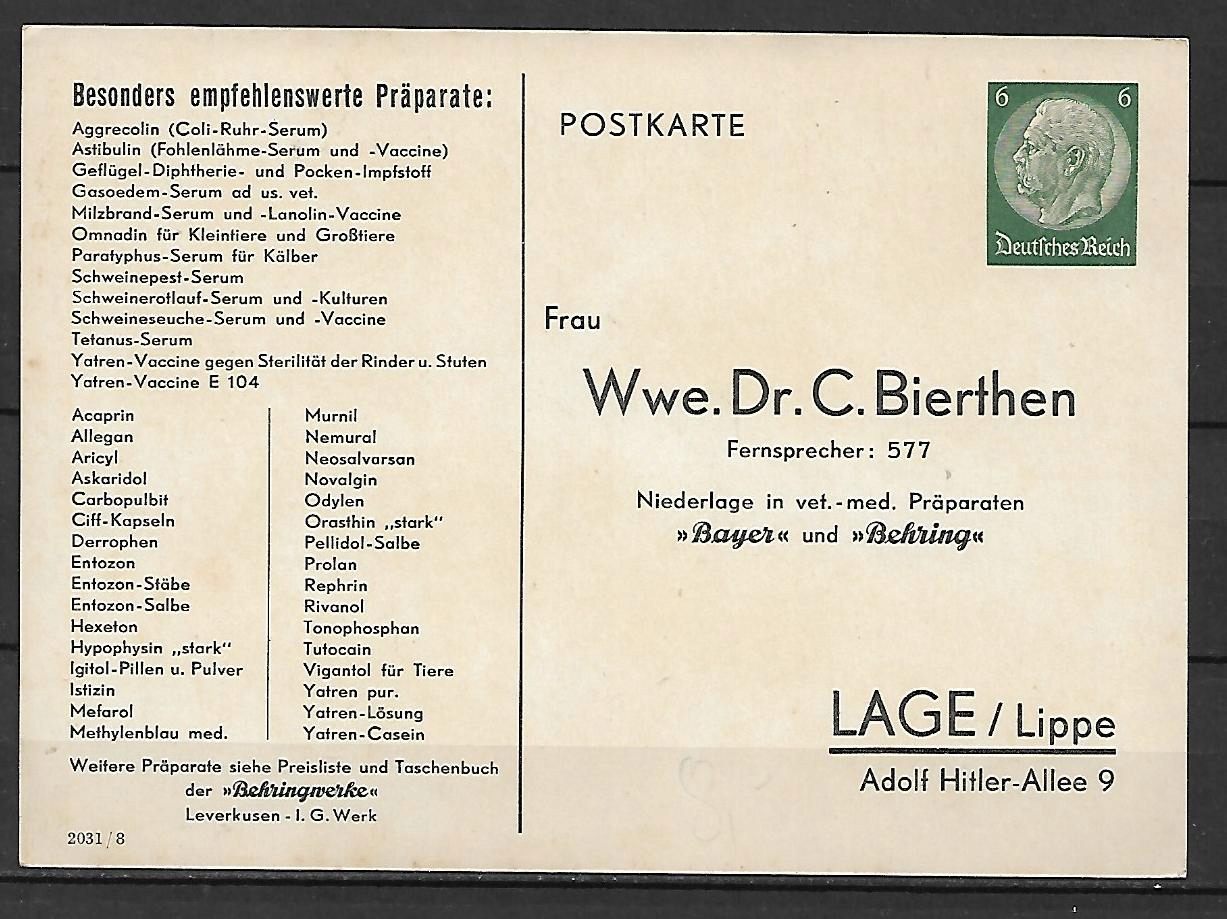 Besonders empfehlenswerte Präparate:
Aggrecolin (Coli-Ruhr-Serum)
Astibulin (Fohlenlähme-Serum und -Vaccine)
Geflügel-Diphtherie- und Pocken-Impfstoff
Gasoedem-Serum ad us. vet.
Milzbrand-Serum und -Lanolin-Vaccine
Omnadin für Kleintiere und Großtiere
Paratyphus-Serum für Kälber
Schweinepest-Serum
Schweinerotlauf-Serum und -Kulturen
Schweineseuche-Serum und -Vaccine
Tetanus-Serum
Yatren-Vaccine gegen Sterilität der Rinder u. Stuten
Yatren-Vaccine E 104
Acaprin
Allegan
Aricyl
Askaridol
Carbopulbit
Ciff-Kapseln
Derrophen
Entozon
Entozon-Stäbe
Entozon-Salbe
Hexeton
Hypophysin „stark“
Igitol-Pillen u. Pulver
Istizin
Mefarol
Methylenblau med.
Murnil
Nemural
Neosalvarsan
Novalgin
Odylen
Orasthin „stark“
Pellidol-Salbe
Prolan
Rephrin
Rivanol
Tonophosphan
Tutocain
Vigantol für Tiere
Yatren pur.
Yatren-Lösung
Yatren-Casein
Weitere Präparate siehe Preisliste und Taschenbuch
der »Behringwerke«
Leverkusen - I. G. Werk
2031/8
POSTKARTE
6 6
Deutsches Reich
Frau
Wwe. Dr. C. Bierthen
Fernsprecher: 577
Niederlage in vet.-med. Präparaten
»Bayer« und »Behring«
LAGE / Lippe
Adolf Hitler-Allee 9